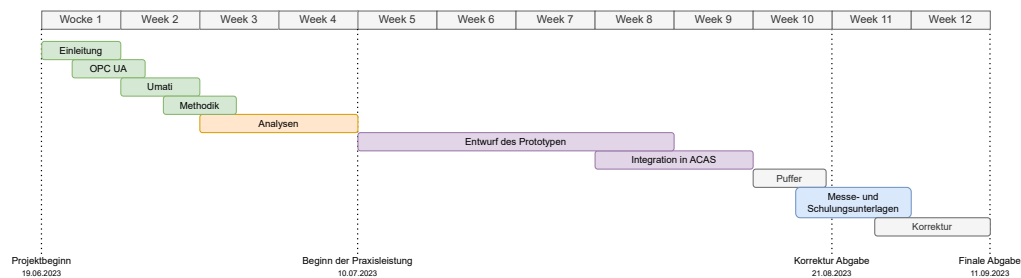 Wocke 1 Week 2 Week 3 Week 4 Week 5 Week 6 Week 7 Week 8 Week 9 Week 10 Week 11 Week 12
Einleitung
OPC UA
Umati
Methodik
Analysen
Entwurf des Prototypen
Integration in ACAS
Puffer
Messe- und
Schulungsunterlagen
Korrektur
Projektbeginn Beginn der Praxisleistung Korrektur Abgabe Finale Abgabe
19.06.2023 10.07.2023 21.08.2023 11.09.2023